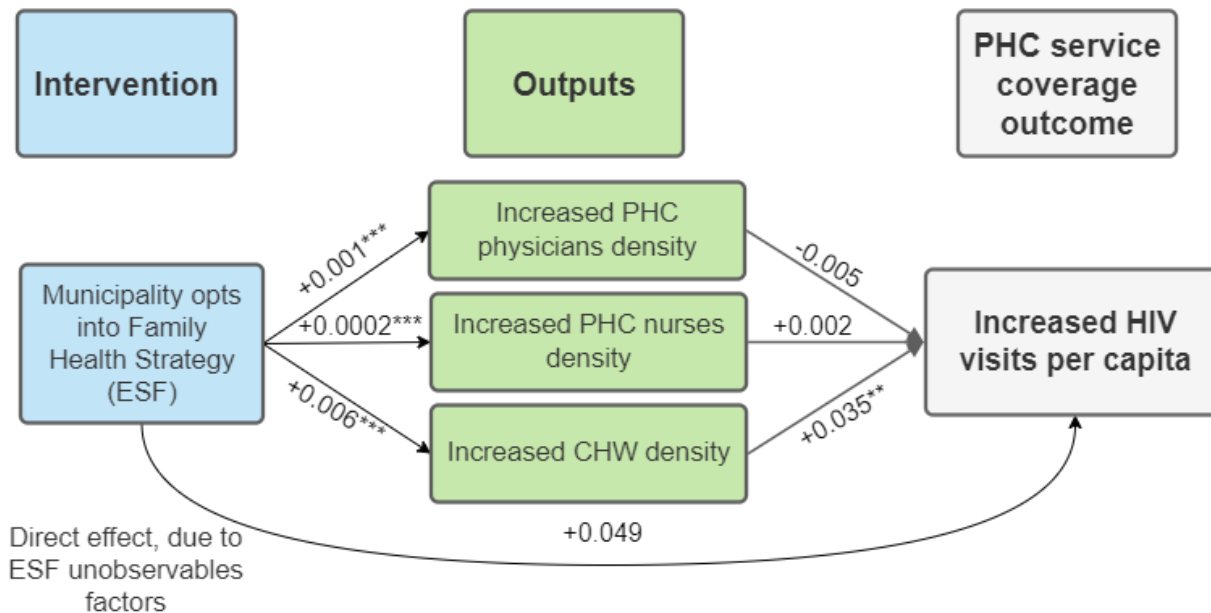 Intervention
Outputs
PHC service
coverage
outcome
Municipality opts
into Family
Health Strategy
(ESF)
+0.001***
+0.0002***
+0.006***
Increased PHC
physicians density
Increased PHC nurses
density
Increased CHW density
-0.005
+0.002
+0.035**
Increased HIV
visits per capita
Direct effect, due to
ESF unobservables
factors
+0.049